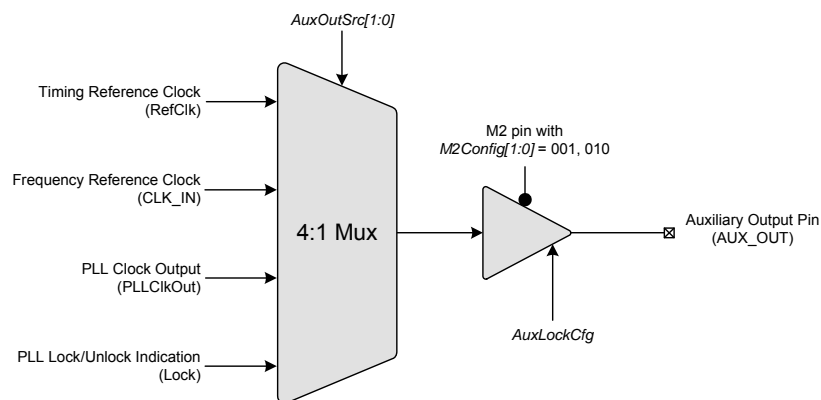 AuxOutSrc[1:0]
Timing Reference Clock
(RefClk)
M2 pin with
M2Config[1:0] = 001, 010
Frequency Reference Clock
(CLK_IN)
4:1 Mux
Auxiliary Output Pin
(AUX_OUT)
PLL Clock Output
(PLLClkOut)
AuxLockCfg
PLL Lock/Unlock Indication
(Lock)